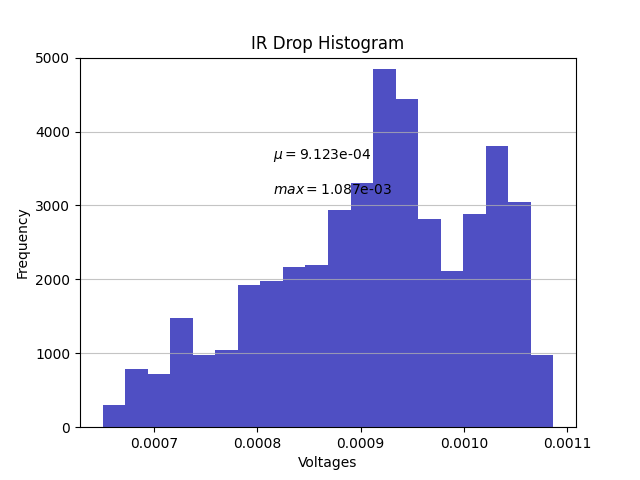 IR Drop Histogram
5000
4000
3000
2000
1000
0
Frequency
μ = 9.123e-04
max = 1.087e-03
0.0007 0.0008 0.0009 0.0010 0.0011
Voltages